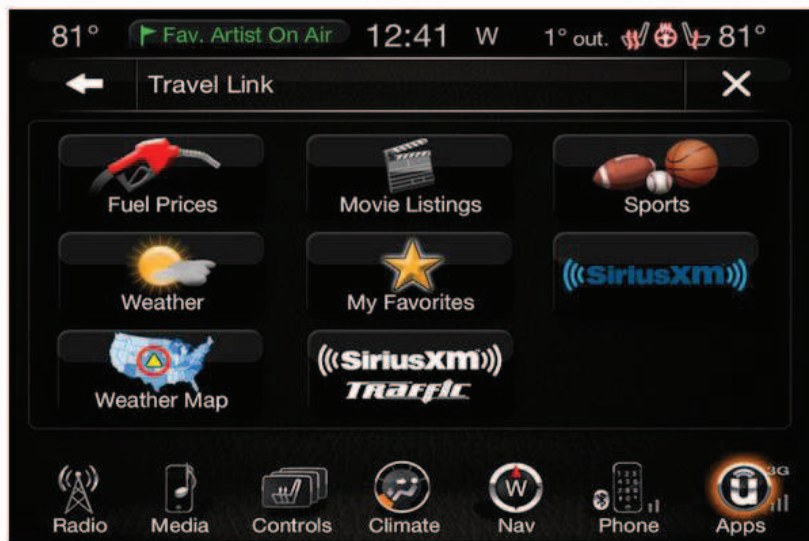 81° Fav. Artist On Air 12:41 W 1° out. 81°
Travel Link
Fuel Prices Movie Listings Sports
Weather My Favorites SiriusXM
Weather Map SiriusXM
Traffic
W 3G
Radio Media Controls Climate Nav Phone Apps